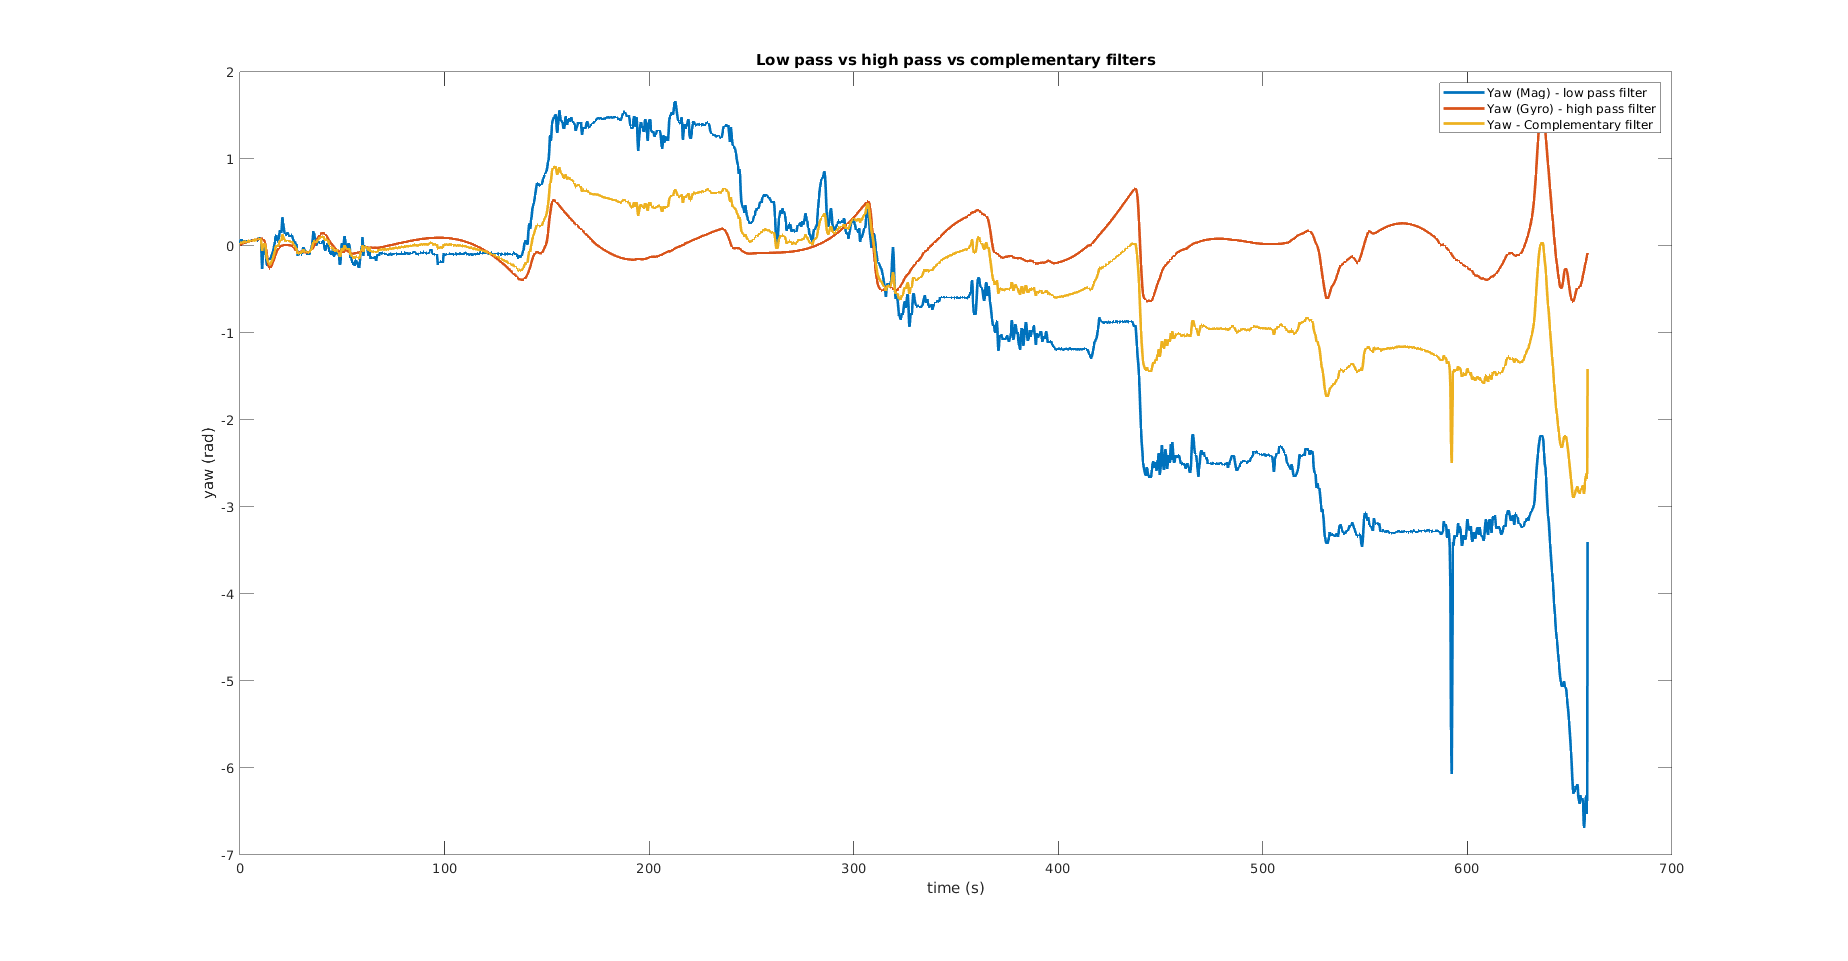 Low pass vs high pass vs complementary filters
Yaw (Mag) - low pass filter
Yaw (Gyro) - high pass filter
Yaw - Complementary filter
yaw (rad)
2
1
0
-1
-2
-3
-4
-5
-6
-7
0 100 200 300 400 500 600 700
time (s)